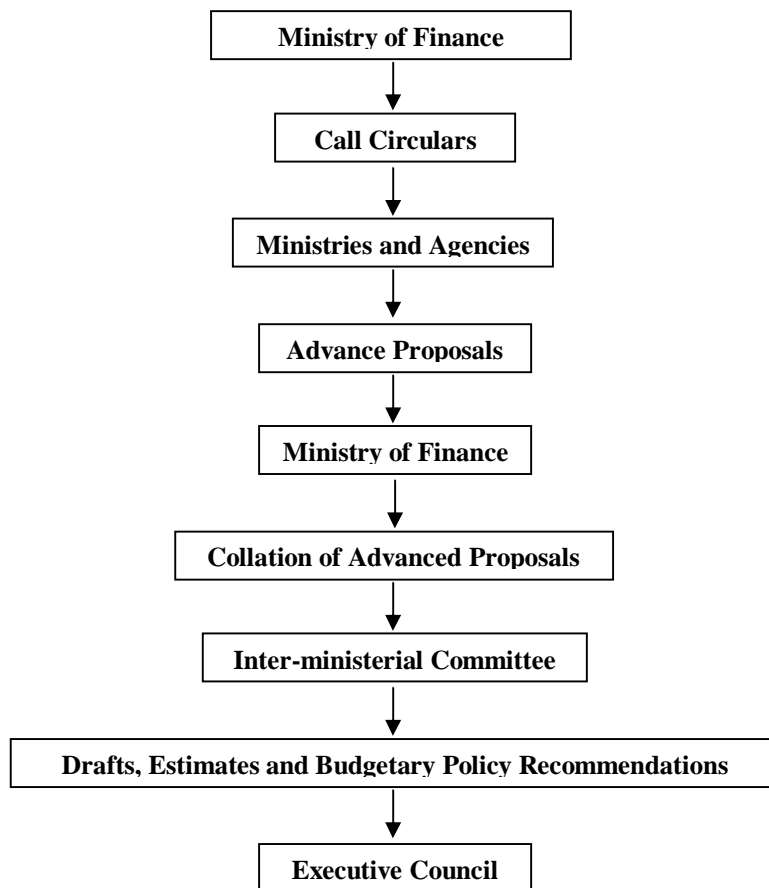 Ministry of Finance
Call Circulars
Ministries and Agencies
Advance Proposals
Ministry of Finance
Collation of Advanced Proposals
Inter-ministerial Committee
Drafts, Estimates and Budgetary Policy Recommendations
Executive Council